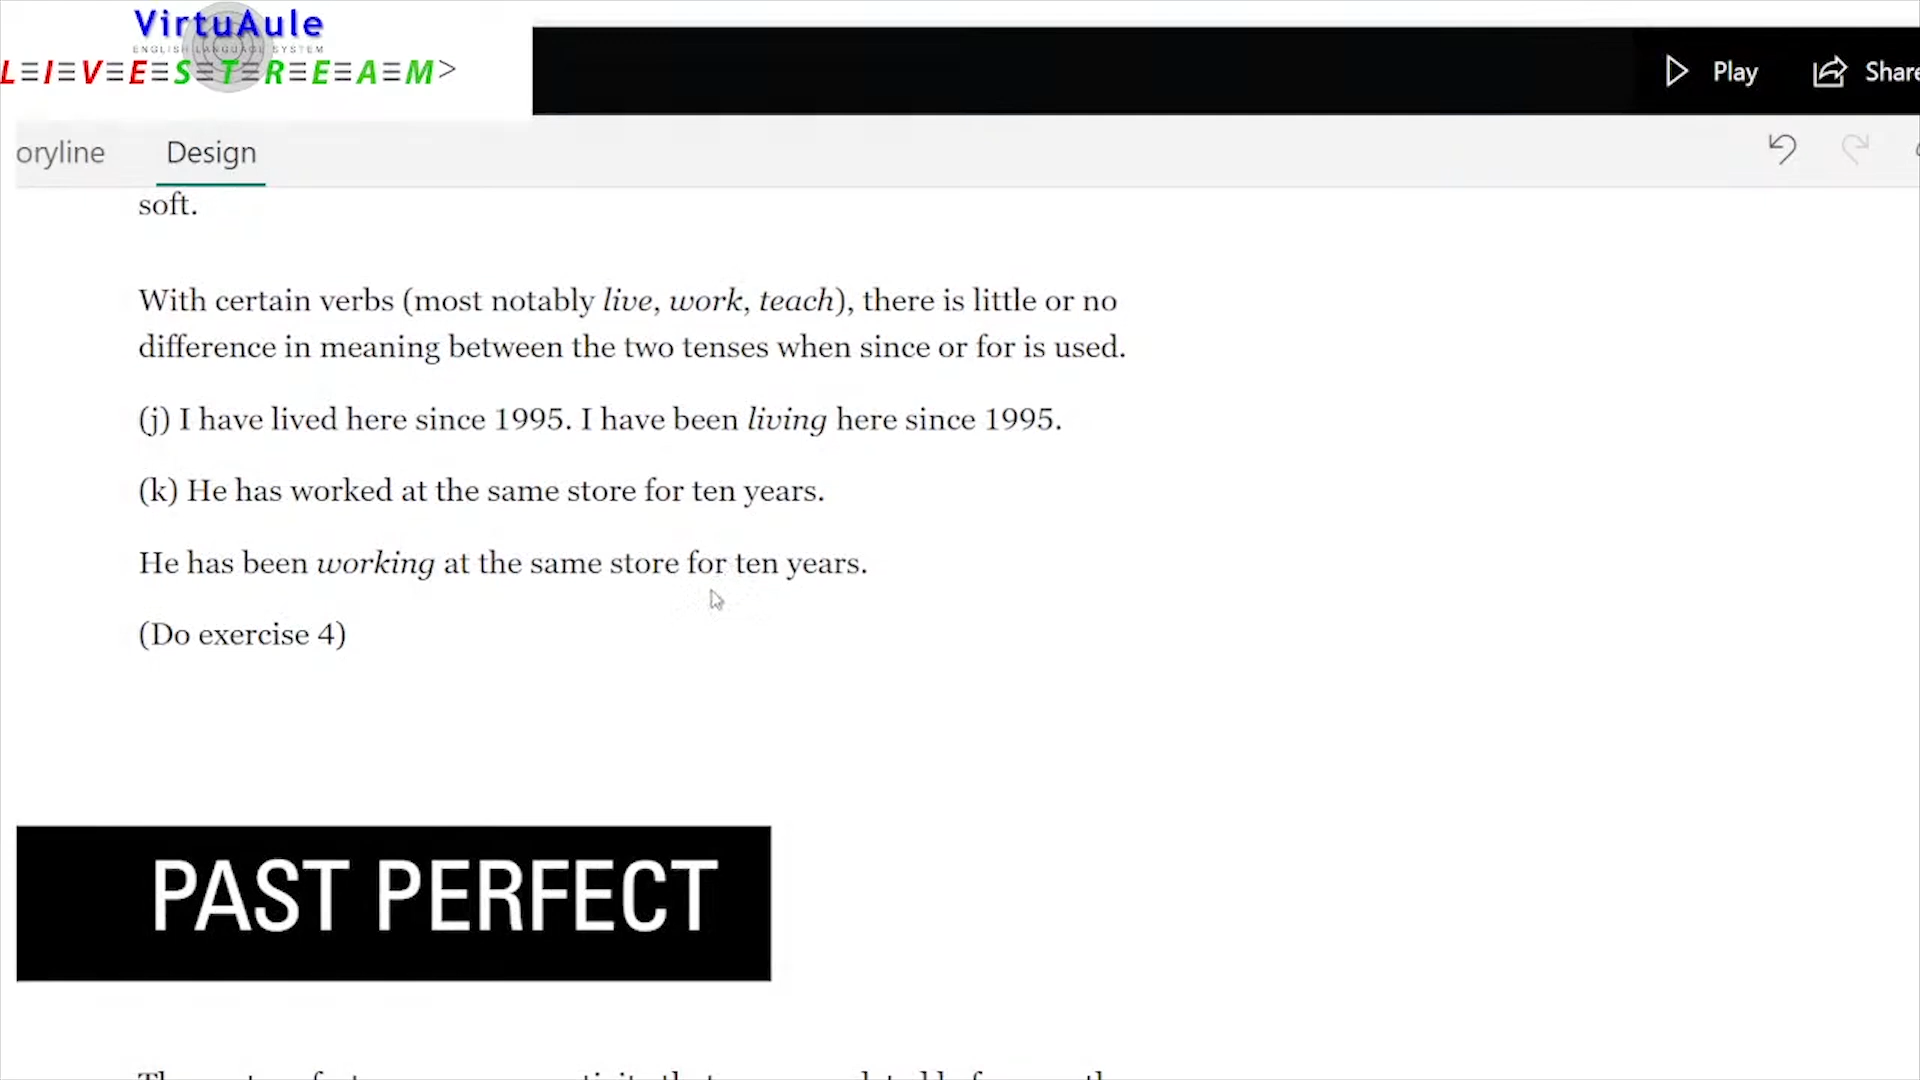 VirtuAule
ENGLISH LANGUAGE SYSTEM
L≡I≡V≡E≡S≡T≡R≡E≡A≡M>
Play
Share
oryline
Design
soft.
With certain verbs (most notably live, work, teach), there is little or no
difference in meaning between the two tenses when since or for is used.
(j) I have lived here since 1995. I have been living here since 1995.
(k) He has worked at the same store for ten years.
He has been working at the same store for ten years.
(Do exercise 4)
PAST PERFECT